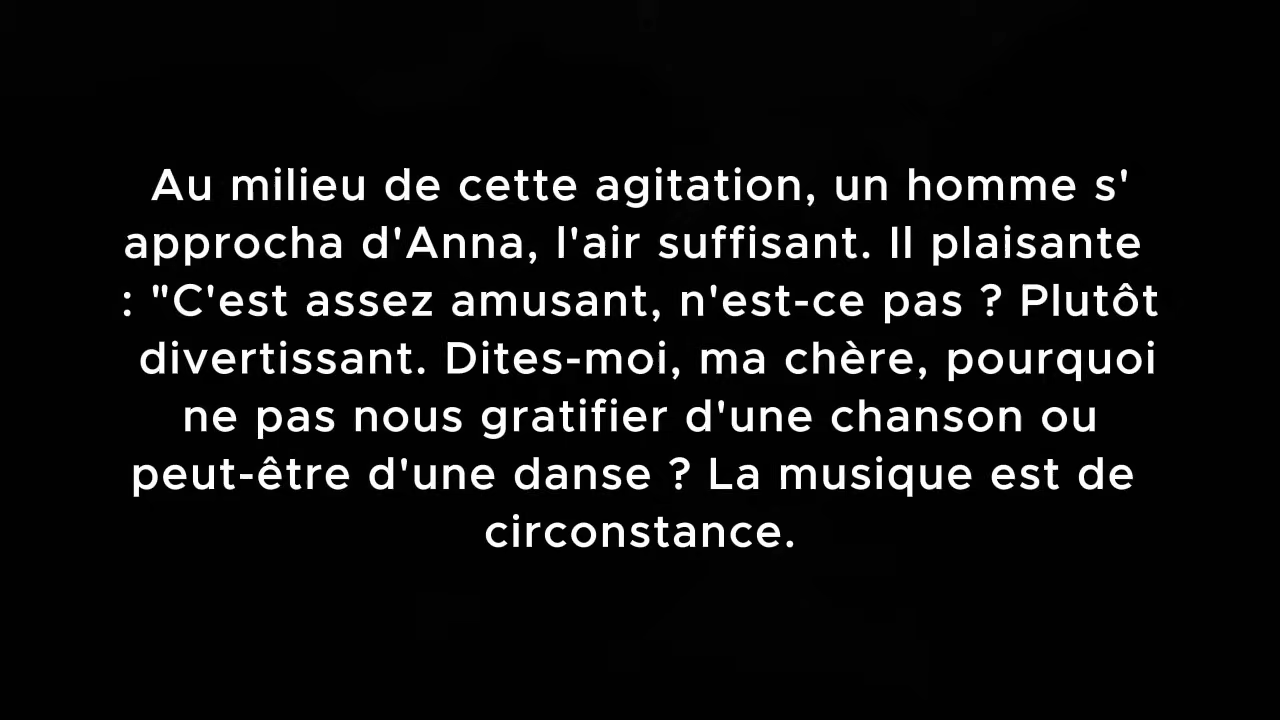 Au milieu de cette agitation, un homme s'
approcha d'Anna, l'air suffisant. Il plaisante
: "C'est assez amusant, n'est-ce pas ? Plutôt
divertissant. Dites-moi, ma chère, pourquoi
ne pas nous gratifier d'une chanson ou
peut-être d'une danse ? La musique est de
circonstance.